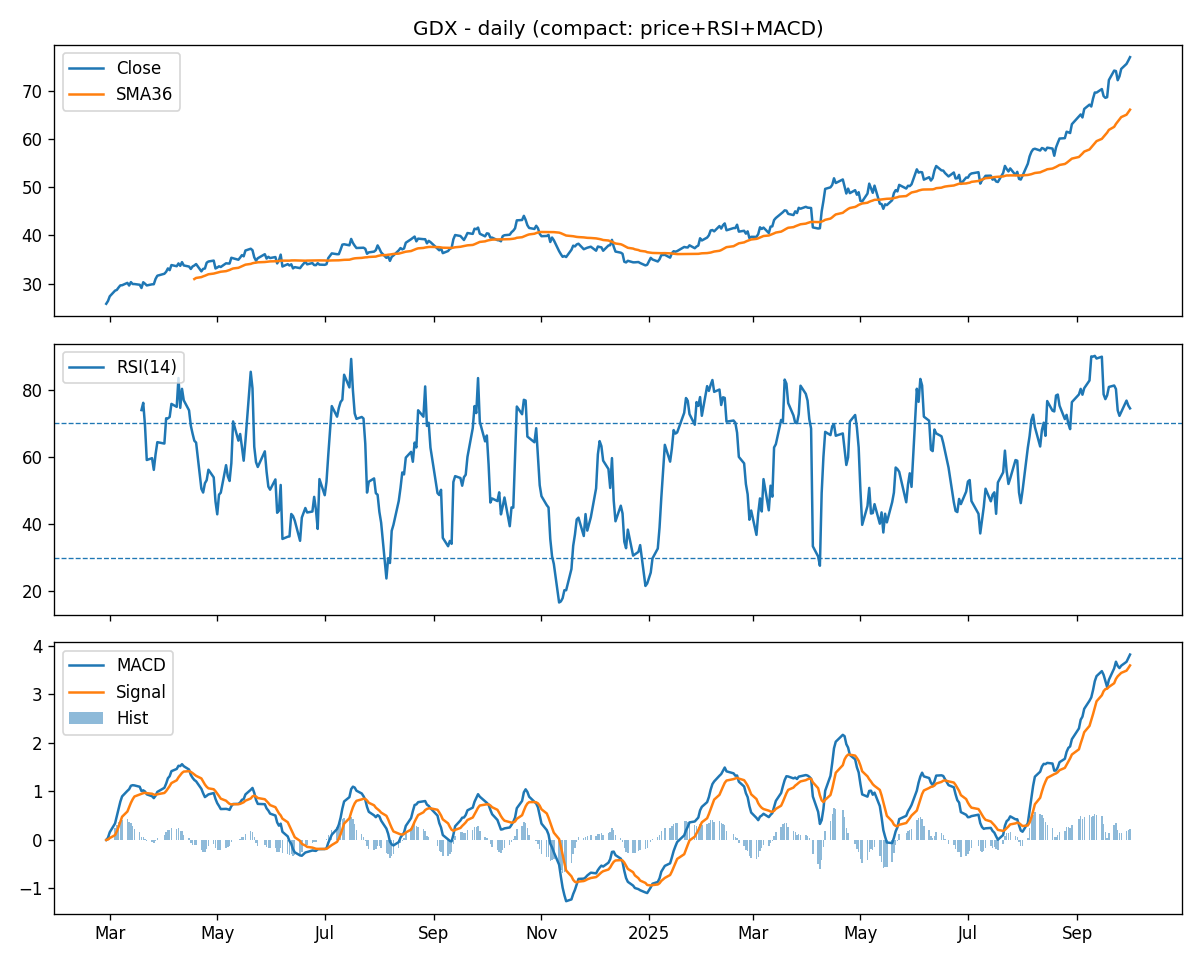 GDX - daily (compact: price+RSI+MACD)
Close
SMA36
70
60
50
40
30
RSI(14)
80
60
40
20
MACD
Signal
Hist
4
3
2
1
0
−1
Mar May Jul Sep Nov 2025 Mar May Jul Sep